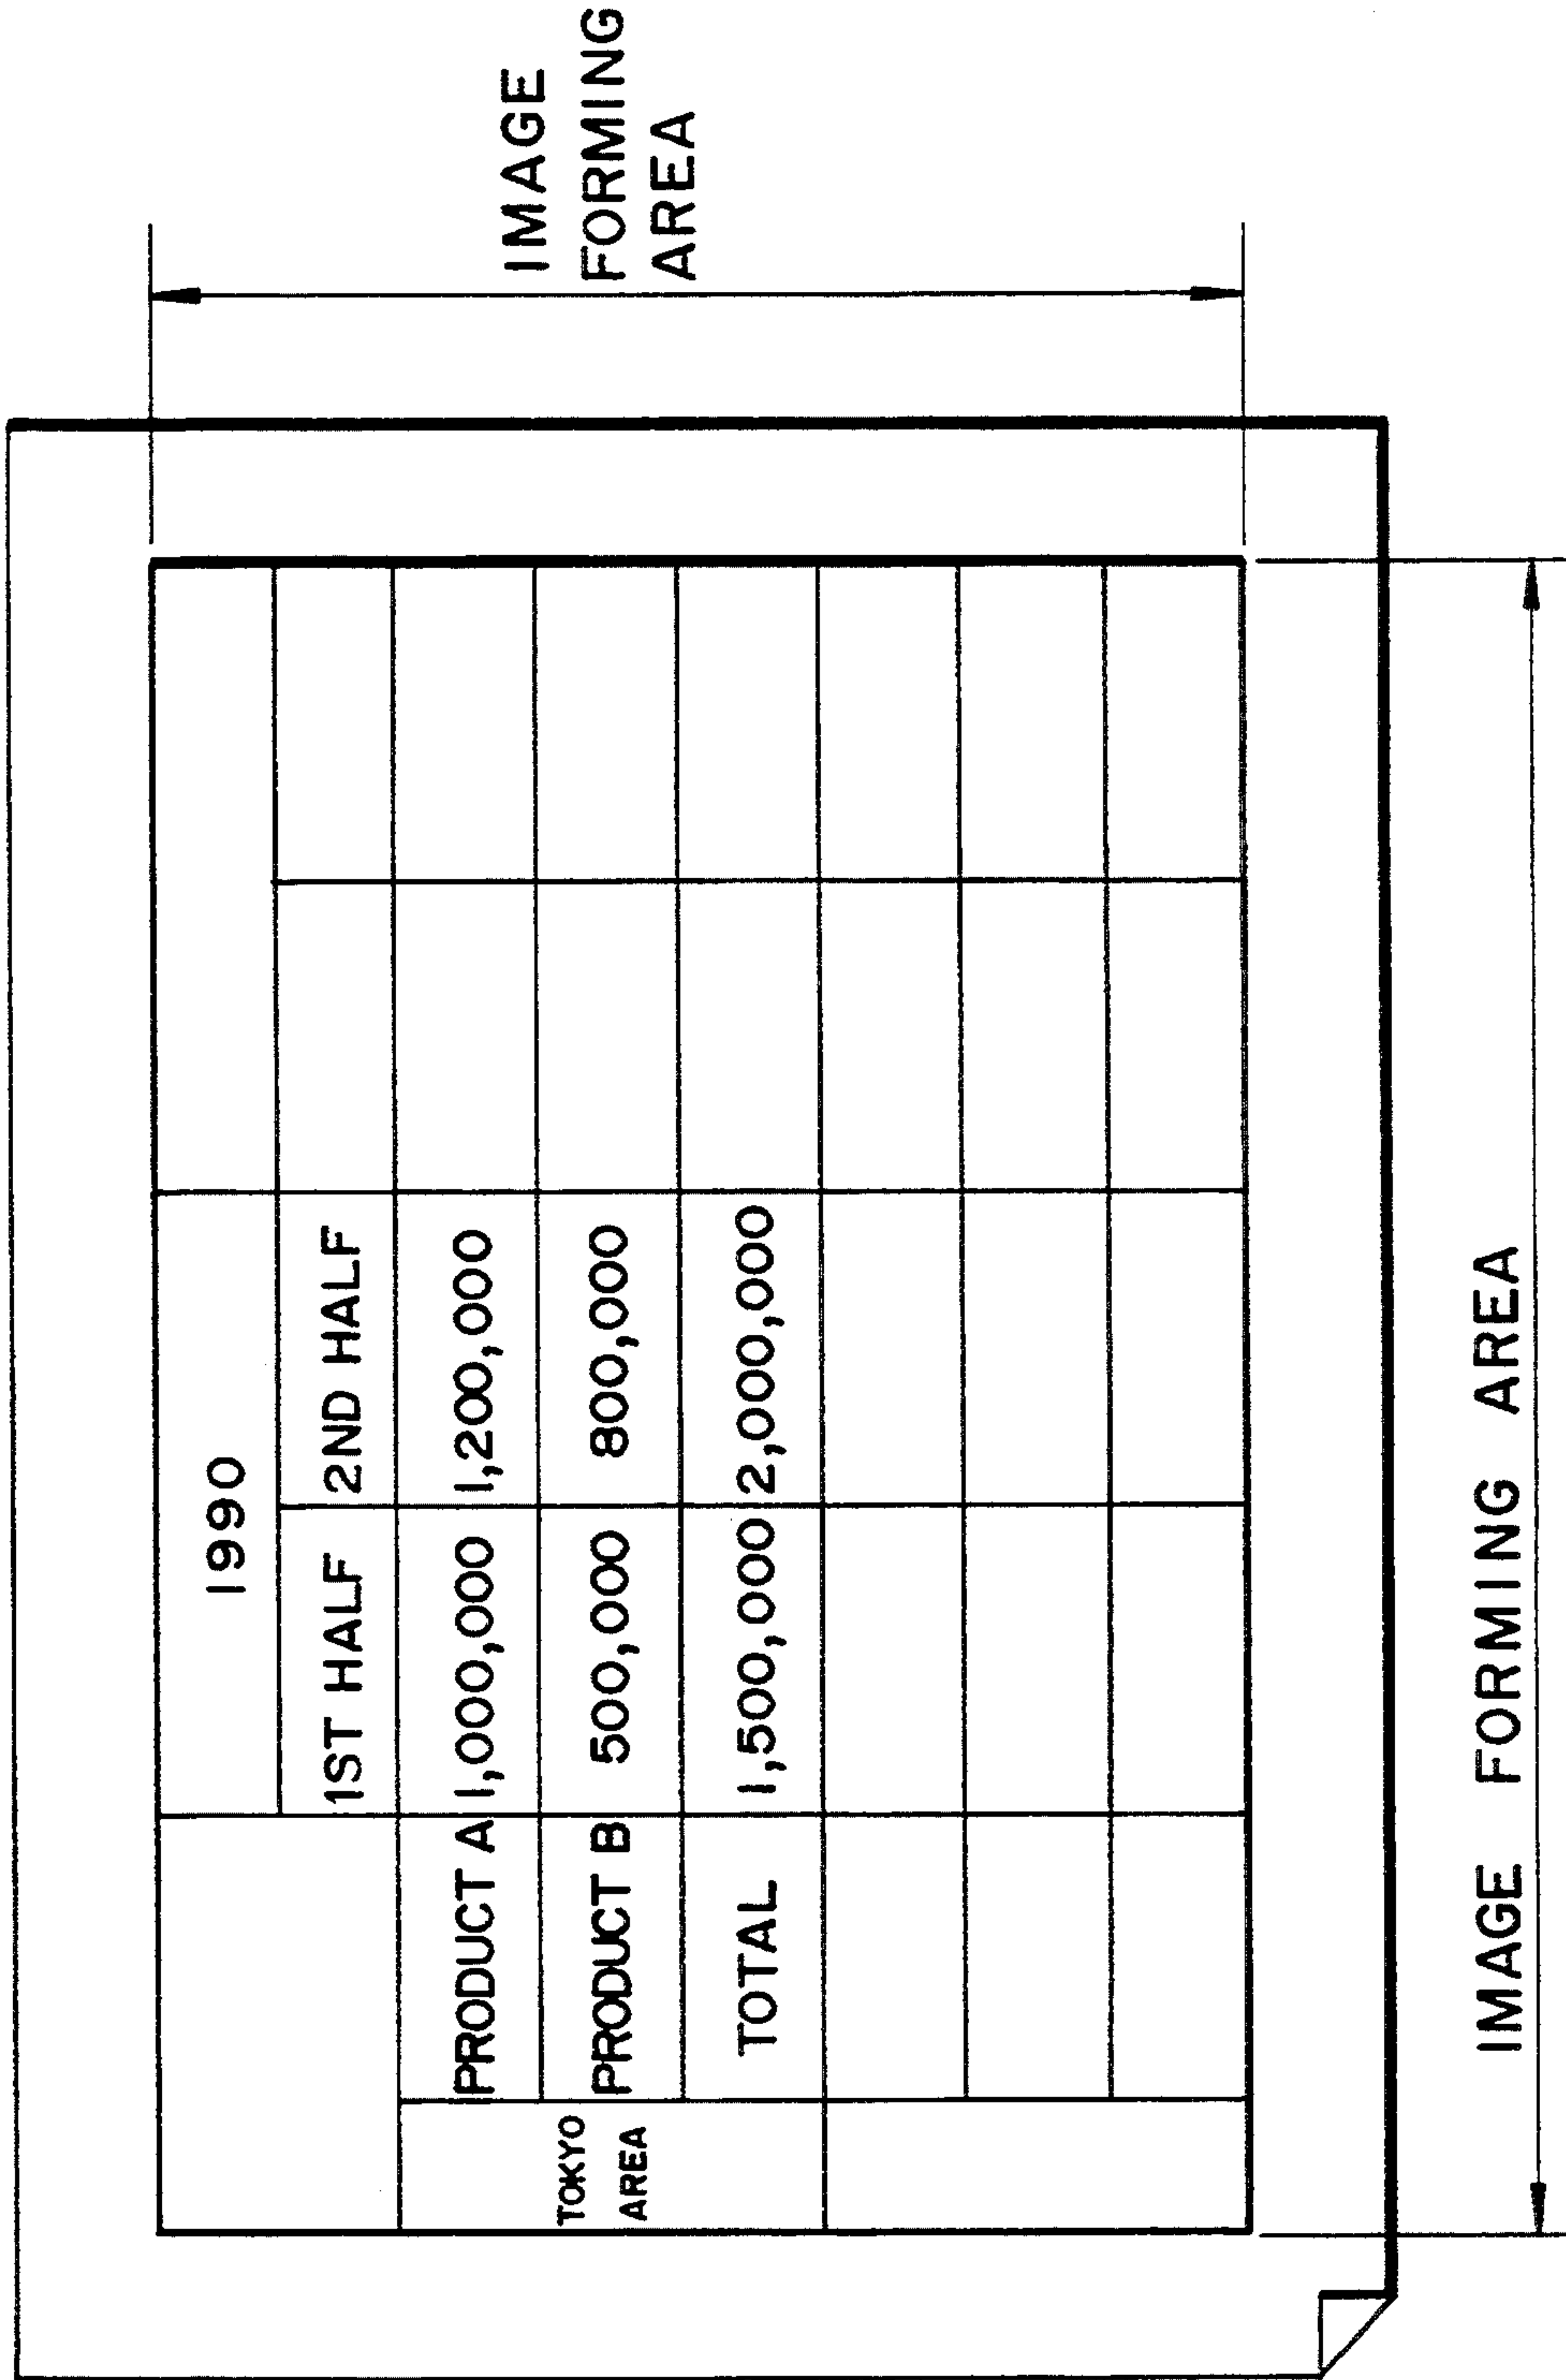 1990
1ST HALF 2ND HALF
PRODUCT A 1,000,000 1,200,000
TOKYO
AREA
PRODUCT B 500,000 800,000
TOTAL 1,500,000 2,000,000
IMAGE
FORMING
AREA
IMAGE FORMING AREA